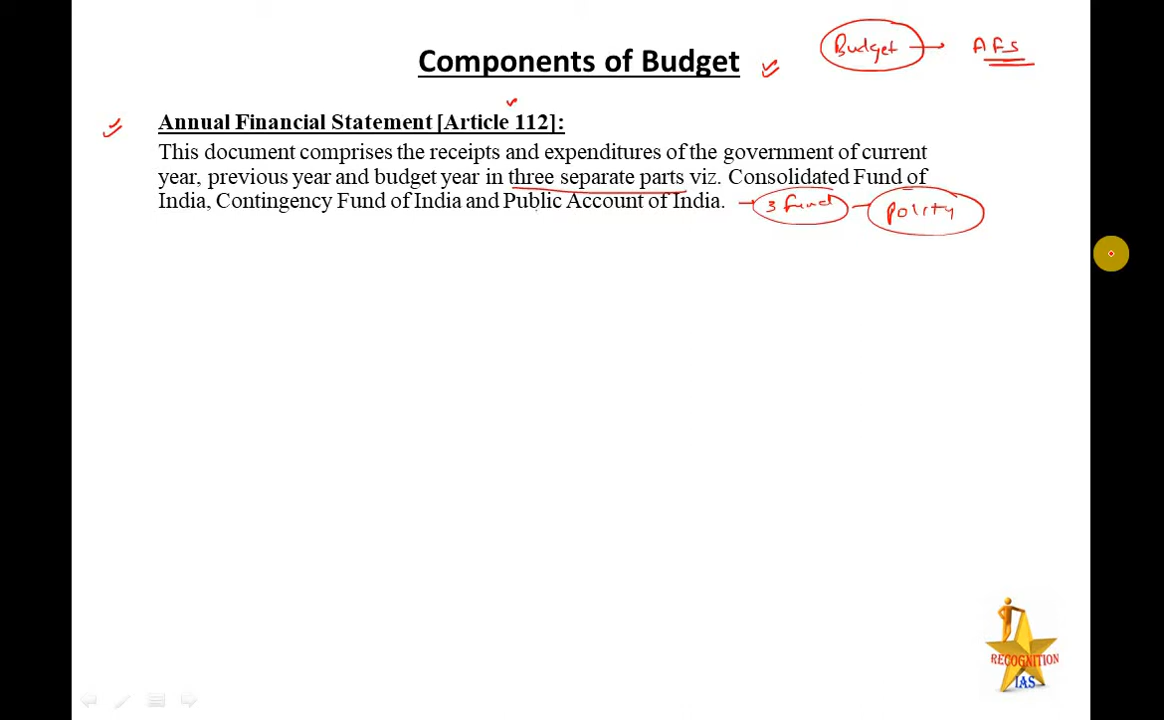 Budget → AFS
Components of Budget
Annual Financial Statement [Article 112]:
This document comprises the receipts and expenditures of the government of current
year, previous year and budget year in three separate parts viz. Consolidated Fund of
India, Contingency Fund of India and Public Account of India.
3 fund
Polity
RECOGNITION
IAS